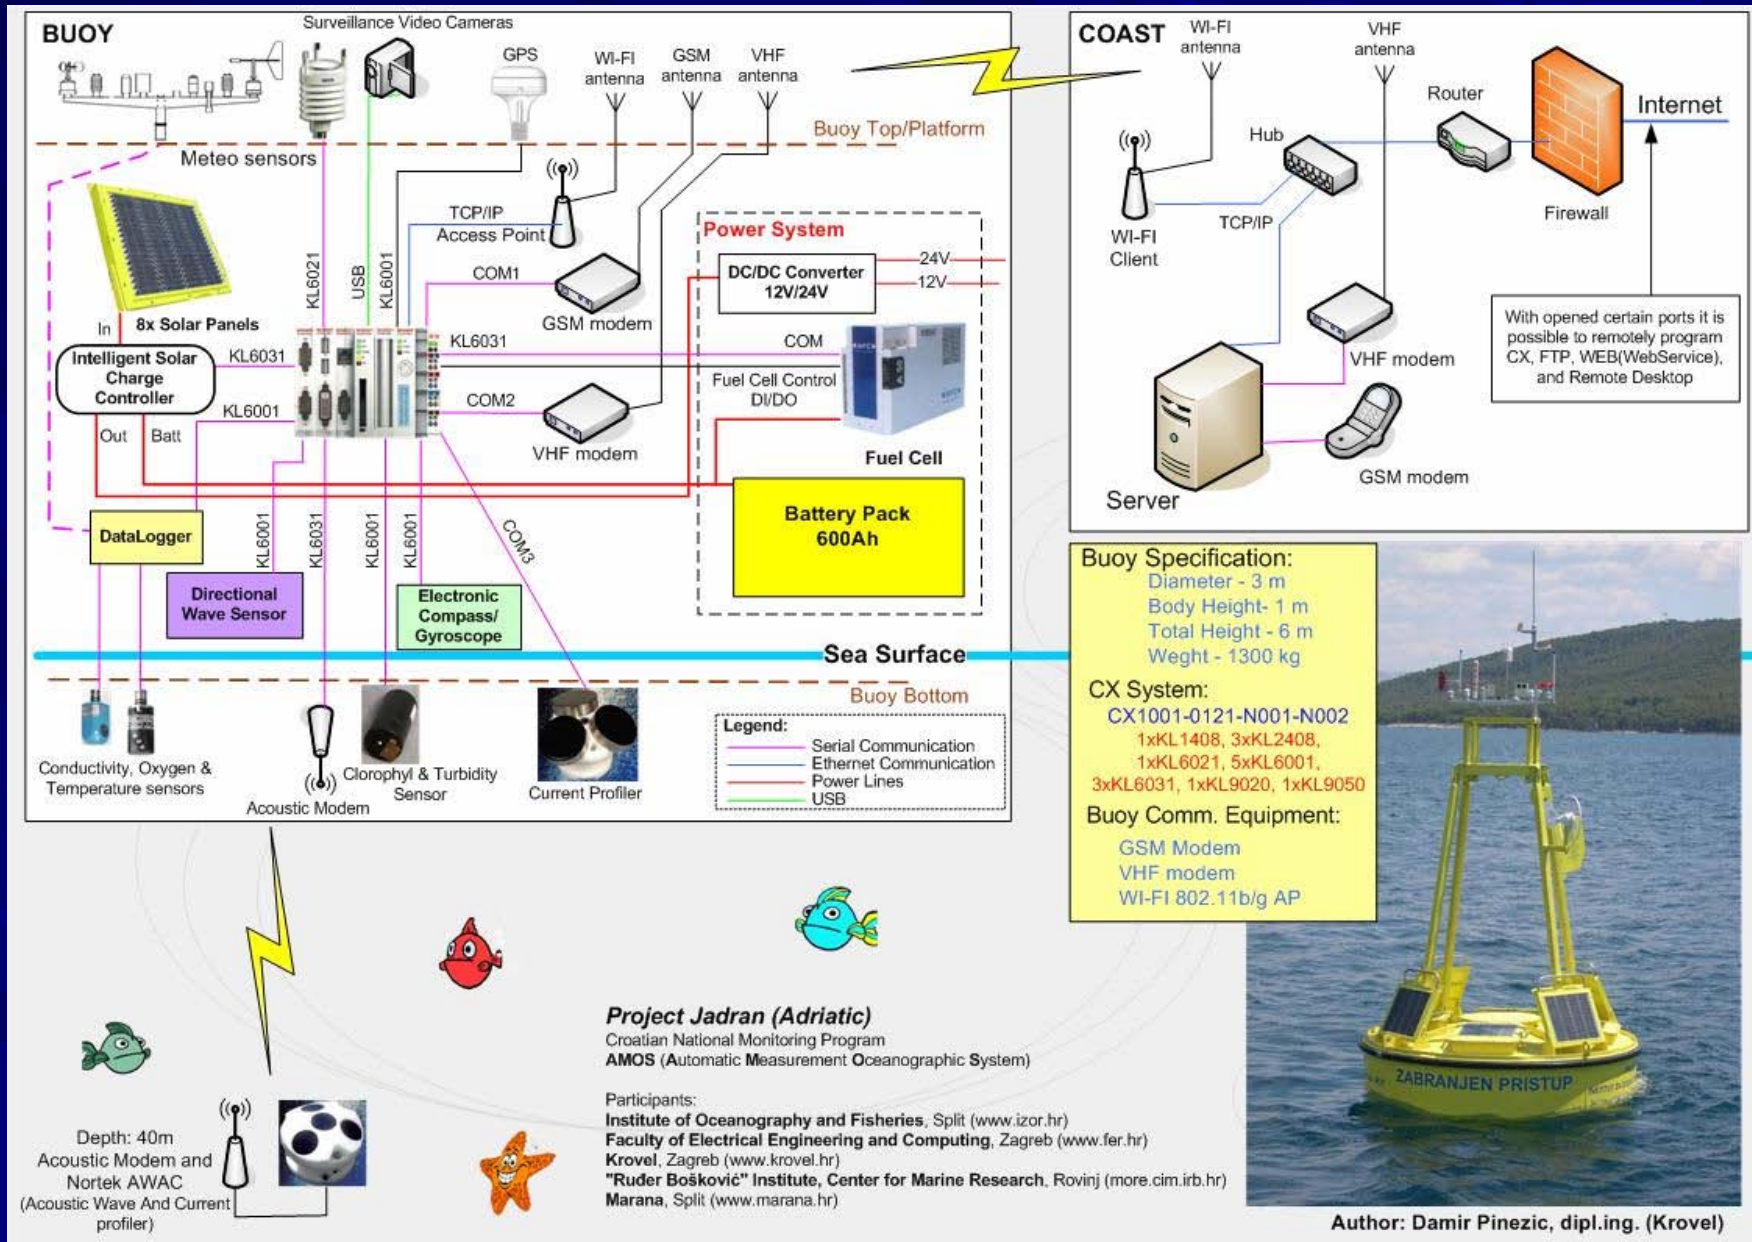 BUOY
Surveillance Video Cameras
GPS
WI-FI
antenna
GSM
antenna
VHF
antenna
Buoy Top/Platform
Meteo sensors
KL6021
USB
KL6001
TCP/IP
Access Point
COM1
GSM modem
In
8x Solar Panels
Intelligent Solar
Charge
Controller
Out
Batt
KL6031
KL6001
KL6031
COM
Fuel Cell Control
DI/DO
COM2
VHF modem
Power System
DC/DC Converter
12V/24V
24V
12V
Fuel Cell
Battery Pack
600Ah
DataLogger
KL6001
KL6031
KL6001
KL6001
COM3
Directional
Wave Sensor
Electronic
Compass/
Gyroscope
Sea Surface
Buoy Bottom
Conductivity, Oxygen &
Temperature sensors
Acoustic Modem
Clorophyl & Turbidity
Sensor
Current Profiler
Legend:
Serial Communication
Ethernet Communication
Power Lines
USB
COAST
WI-FI
antenna
VHF
antenna
Router
Hub
Internet
Firewall
TCP/IP
WI-FI
Client
VHF modem
GSM modem
Server
With opened certain ports it is
possible to remotely program
CX, FTP, WEB(WebService),
and Remote Desktop
Buoy Specification:
Diameter - 3 m
Body Height- 1 m
Total Height - 6 m
Weght - 1300 kg
CX System:
CX1001-0121-N001-N002
1xKL1408, 3xKL2408,
1xKL6021, 5xKL6001,
3xKL6031, 1xKL9020, 1xKL9050
Buoy Comm. Equipment:
GSM Modem
VHF modem
WI-FI 802.11b/g AP
ZABRANJEN PRISTUP
Depth: 40m
Acoustic Modem and
Nortek AWAC
(Acoustic Wave And Current
profiler)
Project Jadran (Adriatic)
Croatian National Monitoring Program
AMOS (Automatic Measurement Oceanographic System)
Participants:
Institute of Oceanography and Fisheries, Split (www.izor.hr)
Faculty of Electrical Engineering and Computing, Zagreb (www.fer.hr)
Krovel, Zagreb (www.krovel.hr)
"Ruđer Bošković" Institute, Center for Marine Research, Rovinj (more.cim.irb.hr)
Marana, Split (www.marana.hr)
Author: Damir Pinezic, dipl.ing. (Krovel)